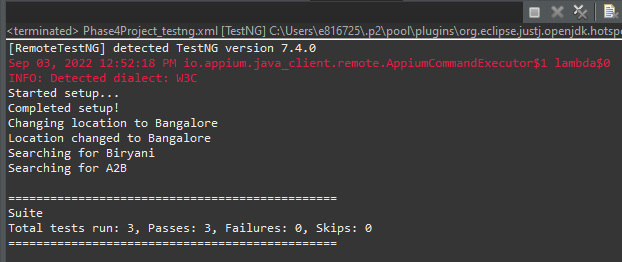 <terminated> Phase4Project_testng.xml [TestNG] C:\Users\e816725\.p2\pool\plugins\org.eclipse.justj.openjdk.hotsp
[RemoteTestNG] detected TestNG version 7.4.0
Sep 03, 2022 12:52:18 PM io.appium.java_client.remote.AppiumCommandExecutor$1 lambda$0
INFO: Detected dialect: W3C
Started setup...
Completed setup!
Changing location to Bangalore
Location changed to Bangalore
Searching for Biryani
Searching for A2B
===============================================
Suite
Total tests run: 3, Passes: 3, Failures: 0, Skips: 0
===============================================